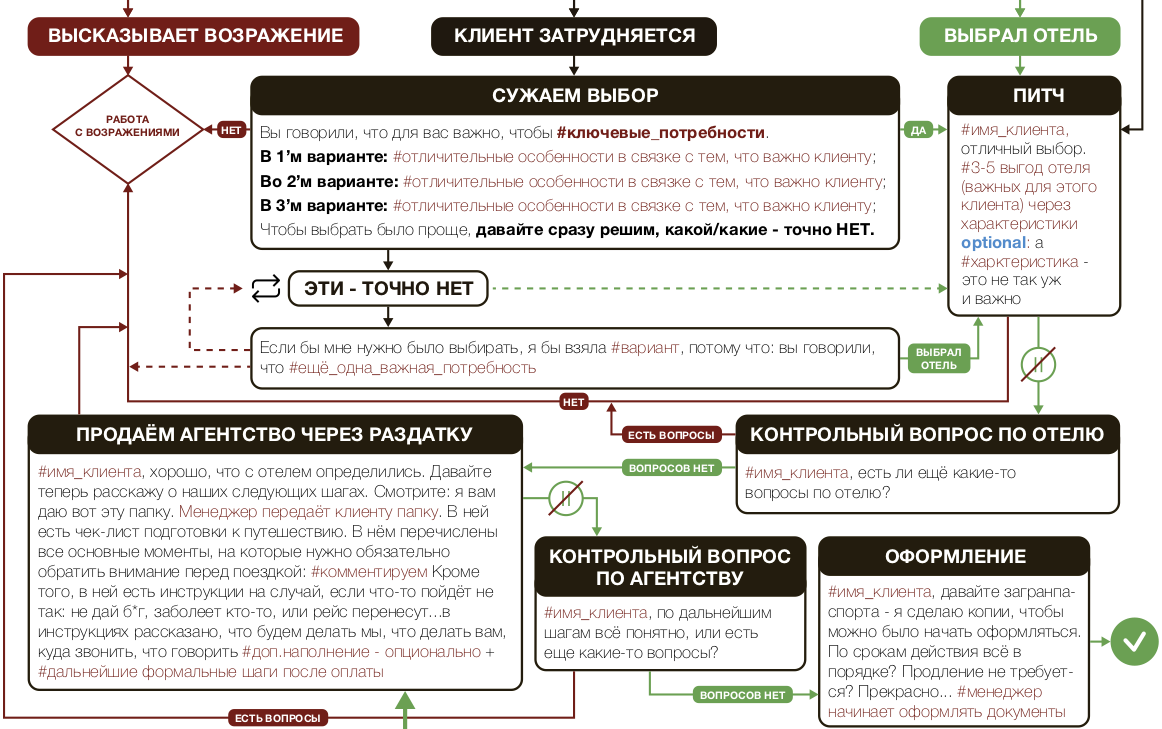 ВЫСКАЗЫВАЕТ ВОЗРАЖЕНИЕ
КЛИЕНТ ЗАТРУДНЯЕТСЯ
ВЫБРАЛ ОТЕЛЬ
РАБОТА
С ВОЗРАЖЕНИЯМИ
НЕТ
СУЖАЕМ ВЫБОР
Вы говорили, что для вас важно, чтобы #ключевые_потребности.
В 1'м варианте: #отличительные особенности в связке с тем, что важно клиенту;
Во 2'м варианте: #отличительные особенности в связке с тем, что важно клиенту;
В 3'м варианте: #отличительные особенности в связке с тем, что важно клиенту;
Чтобы выбрать было проще, давайте сразу решим, какой/какие - точно НЕТ.
ДА
ПИТЧ
#имя_клиента,
отличный выбор.
#3-5 выгод отеля
(важных для этого
клиента) через
характеристики
optional: а
#харктеристика -
это не так уж
и важно
ЭТИ - ТОЧНО НЕТ
Если бы мне нужно было выбирать, я бы взяла #вариант, потому что: вы говорили,
что #ещё_одна_важная_потребность
ВЫБРАЛ
ОТЕЛЬ
НЕТ
ПРОДАЁМ АГЕНТСТВО ЧЕРЕЗ РАЗДАТКУ
#имя_клиента, хорошо, что с отелем определились. Давайте
теперь расскажу о наших следующих шагах. Смотрите: я вам
даю вот эту папку. Менеджер передаёт клиенту папку. В ней
есть чек-лист подготовки к путешествию. В нём перечислены
все основные моменты, на которые нужно обязательно
обратить внимание перед поездкой: #комментируем Кроме
того, в ней есть инструкции на случай, если что-то пойдёт не
так: не дай б*г, заболеет кто-то, или рейс перенесут...в
инструкциях рассказано, что будем делать мы, что делать вам,
куда звонить, что говорить #доп.наполнение - опционально +
#дальнейшие формальные шаги после оплаты
ЕСТЬ ВОПРОСЫ
ВОПРОСОВ НЕТ
КОНТРОЛЬНЫЙ ВОПРОС ПО ОТЕЛЮ
#имя_клиента, есть ли ещё какие-то
вопросы по отелю?
КОНТРОЛЬНЫЙ ВОПРОС
ПО АГЕНТСТВУ
#имя_клиента, по дальнейшим
шагам всё понятно, или есть
еще какие-то вопросы?
ОФОРМЛЕНИЕ
#имя_клиента, давайте загранпа-
спорта - я сделаю копии, чтобы
можно было начать оформляться.
По срокам действия всё в
порядке? Продление не требует-
ся? Прекрасно... #менеджер
начинает оформлять документы
ВОПРОСОВ НЕТ
ЕСТЬ ВОПРОСЫ